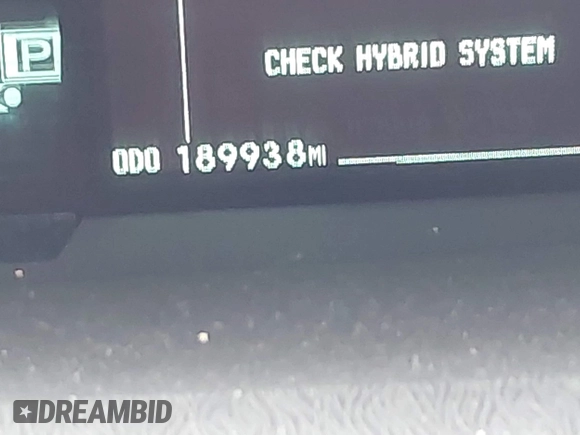 P
CHECK HYBRID SYSTEM
ODO 189938MI
DREAMBID